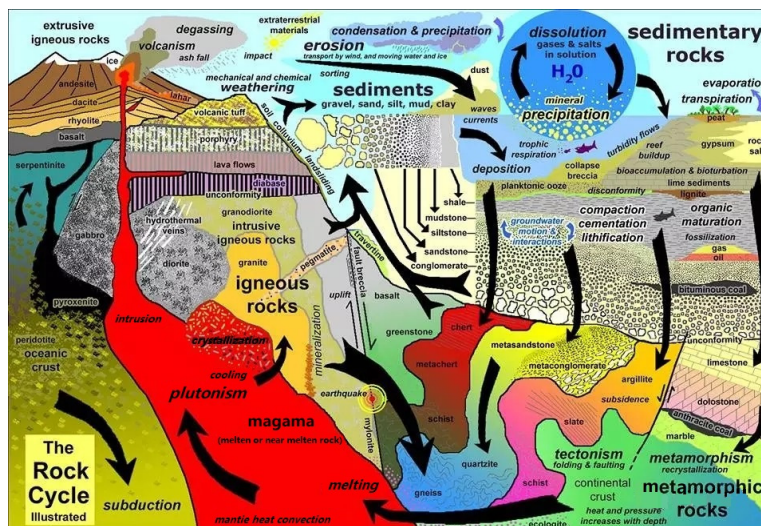 extrusive
igneous rocks
degassing
volcanism
ash fall
ice
extraterrestrial
materials
impact
condensation & precipitation
erosion
transport by wind, and moving water and ice
sorting
mechanical and chemical
weathering
sediments
gravel, sand, silt, mud, clay
dust
waves
currents
dissolution
gases & salts
in solution
H2O
mineral
precipitation
sedimentary
rocks
evaporation
transpiration
peat
andesite
dacite
rhyolite
basalt
lahar
volcanic tuff
porphyry
lava flows
diabase
unconformity
soil
colluvium
landsliding
serpentinite
gabbro
hydrothermal
veins
diorite
granodiorite
intrusive
igneous rocks
granite
pegmatite
igneous
rocks
pyroxenite
intrusion
crystallization
cooling
plutonism
magama
(melten or near melten rock)
mineralization
peridotite
oceanic
crust
The
Rock
Cycle
Illustrated
subduction
mantie heat convection
melting
travertine
fault breccia
uplift
basalt
greenstone
earthquake
mylonite
trophic
respiration
deposition
planktonic ooze
collapse
breccia
disconformity
turbidity flows
reef
buildup
gypsum
bioaccumulation & bioturbation
lime sediments
lignite
shale
mudstone
siltstone
sandstone
conglomerate
groundwater
motion &
interactions
compaction
cementation
lithification
organic
maturation
fossilization
gas
oil
bituminous coal
unconformity
limestone
dolostone
anthracite coal
marble
chert
metachert
schist
metasandstone
metaconglomerate
argillite
subsidence
slate
quartzite
gneiss
schist
tectonism
folding & faulting
continental
crust
heat and pressure
increases with depth
ecologite
metamorphism
recrystallization
metamorphic
rocks